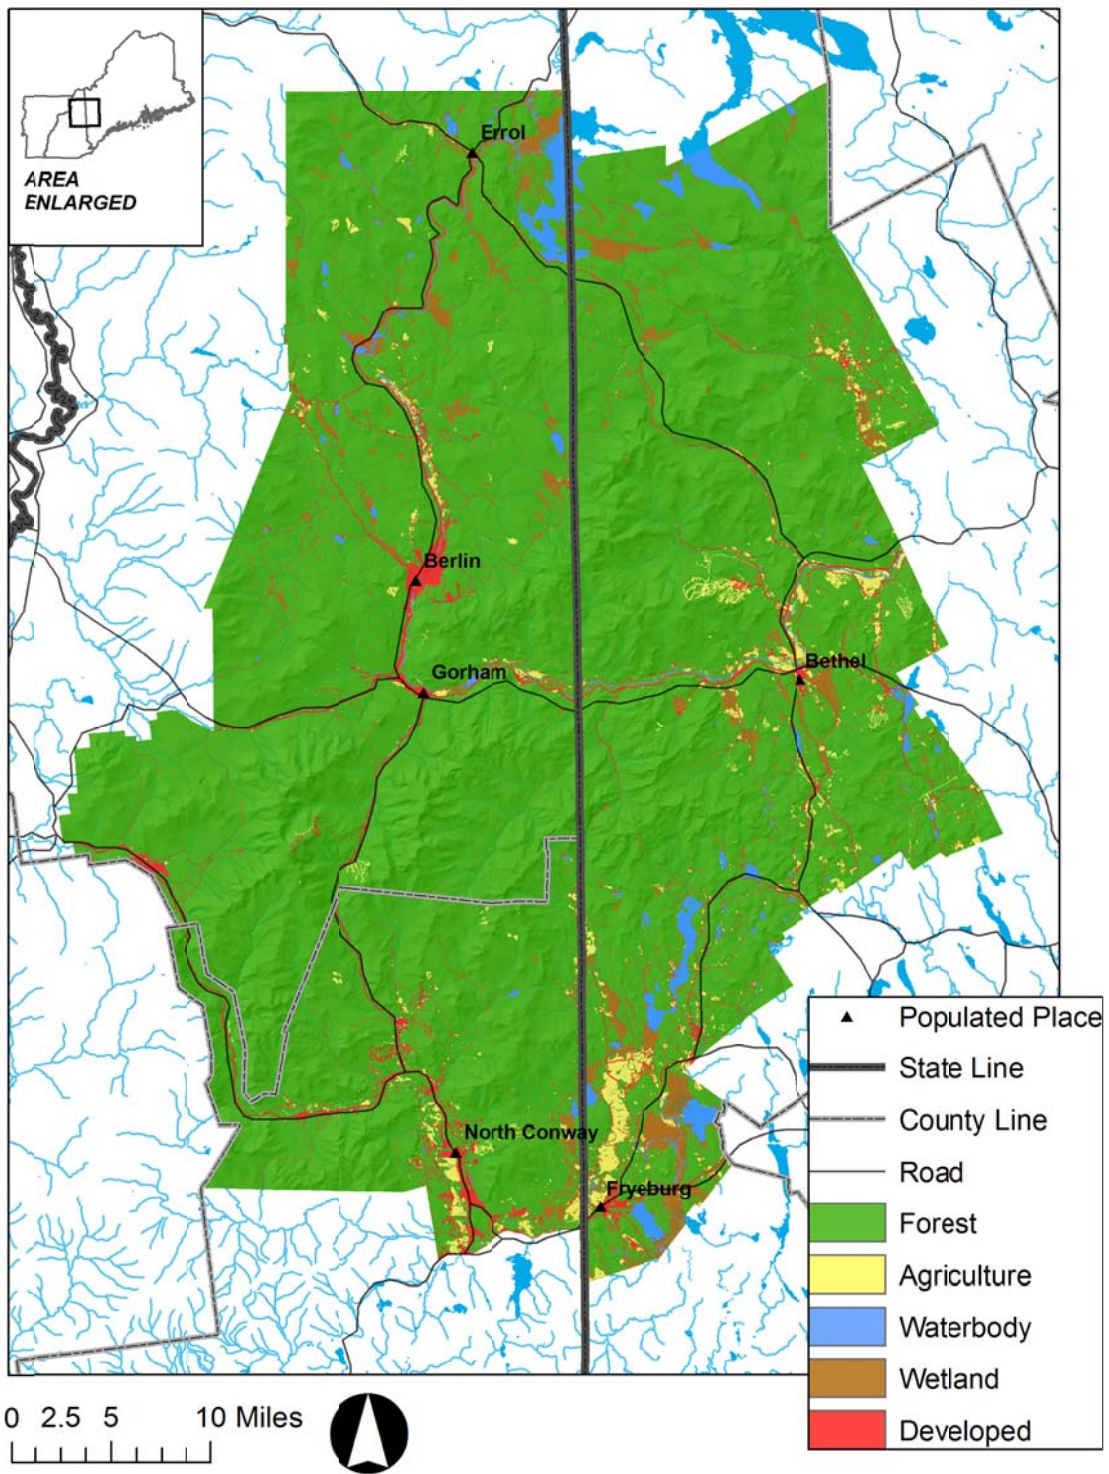 AREA
ENLARGED
Errol
Berlin
Gorham
Bethel
North Conway
Fryeburg
Populated Place
State Line
County Line
Road
Forest
Agriculture
Waterbody
Wetland
Developed
0 2.5 5 10 Miles